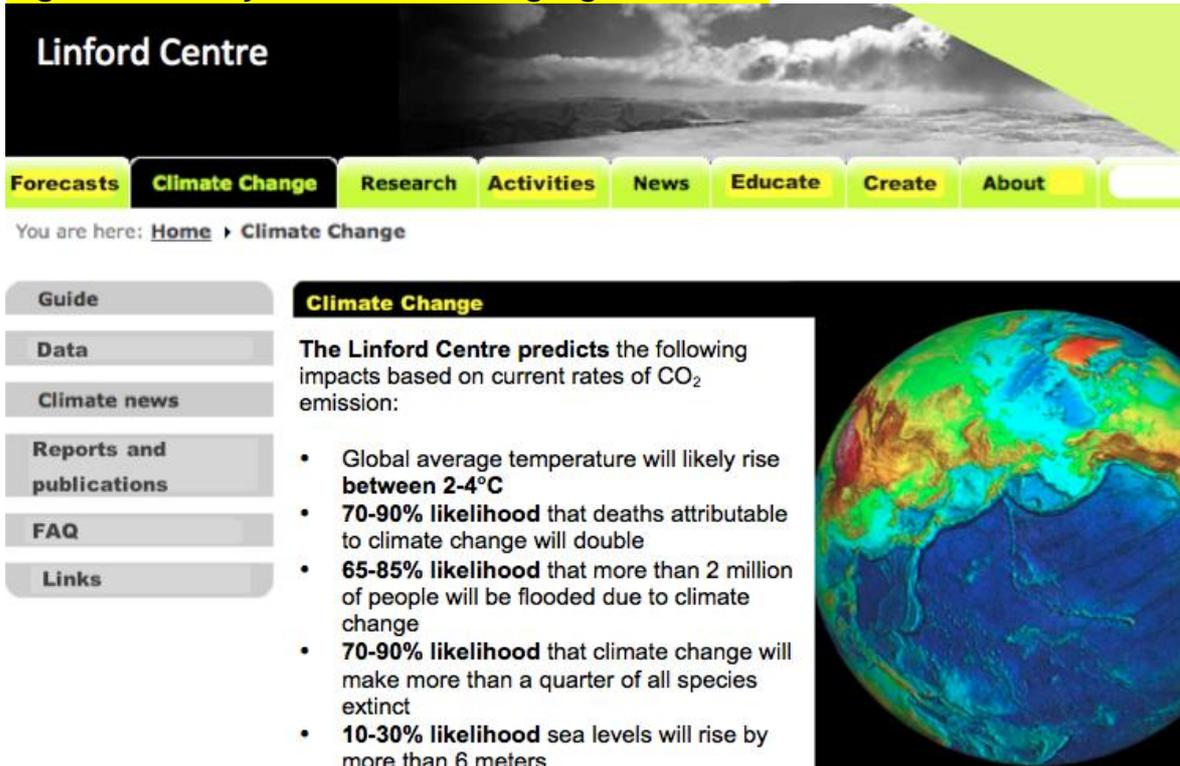 Linford Centre
Forecasts Climate Change Research Activities News Educate Create About
You are here: Home ▸ Climate Change
Guide
Data
Climate news
Reports and
publications
FAQ
Links
Climate Change
The Linford Centre predicts the following
impacts based on current rates of CO₂
emission:
• Global average temperature will likely rise
between 2-4°C
• 70-90% likelihood that deaths attributable
to climate change will double
• 65-85% likelihood that more than 2 million
of people will be flooded due to climate
change
• 70-90% likelihood that climate change will
make more than a quarter of all species
extinct
• 10-30% likelihood sea levels will rise by
more than 6 meters